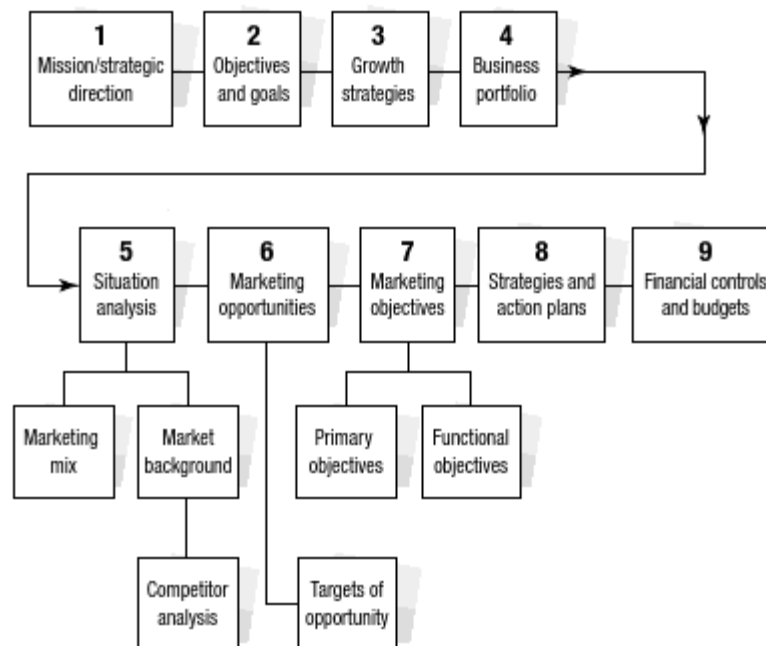 1
Mission/strategic
direction
2
Objectives
and goals
3
Growth
strategies
4
Business
portfolio
5
Situation
analysis
6
Marketing
opportunities
7
Marketing
objectives
8
Strategies and
action plans
9
Financial controls
and budgets
Marketing
mix
Market
background
Primary
objectives
Functional
objectives
Competitor
analysis
Targets of
opportunity